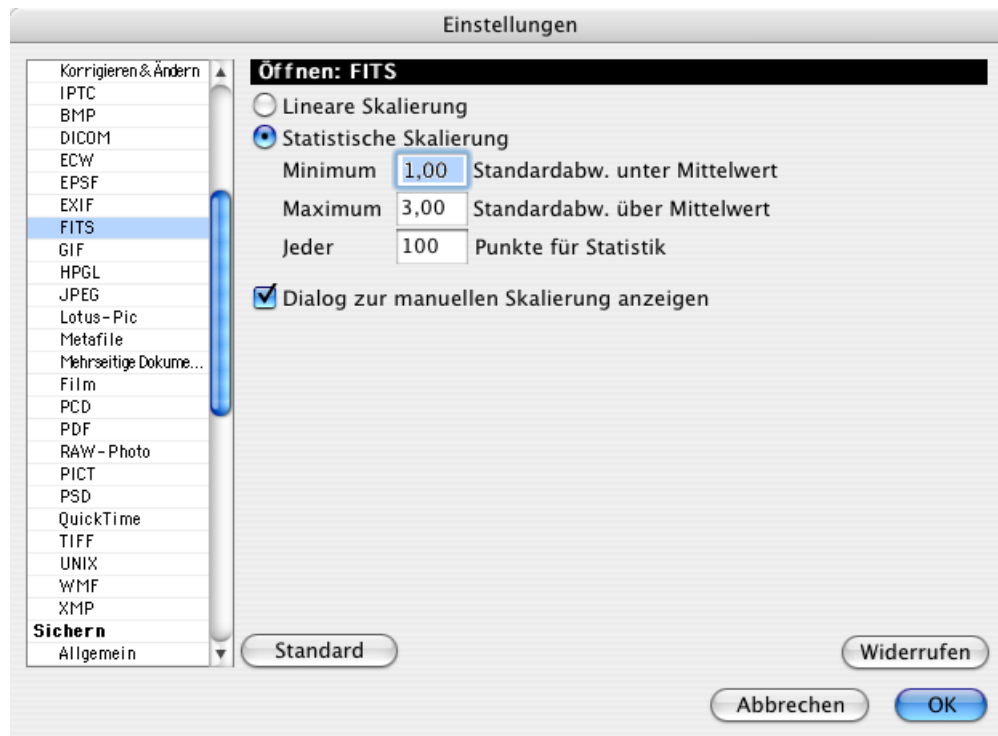 Einstellungen
Korrigieren & Ändern
IPTC
BMP
DICOM
ECW
EPSF
EXIF
FITS
GIF
HPGL
JPEG
Lotus-Pic
Metafile
Mehrseitige Dokume...
Film
PCD
PDF
RAW-Photo
PICT
PSD
QuickTime
TIFF
UNIX
WMF
XMP
Sichern
Allgemein
Öffnen: FITS
Lineare Skalierung
Statistische Skalierung
Minimum 1,00 Standardabw. unter Mittelwert
Maximum 3,00 Standardabw. über Mittelwert
Jeder 100 Punkte für Statistik
Dialog zur manuellen Skalierung anzeigen
Standard
Widerrufen
Abbrechen
OK